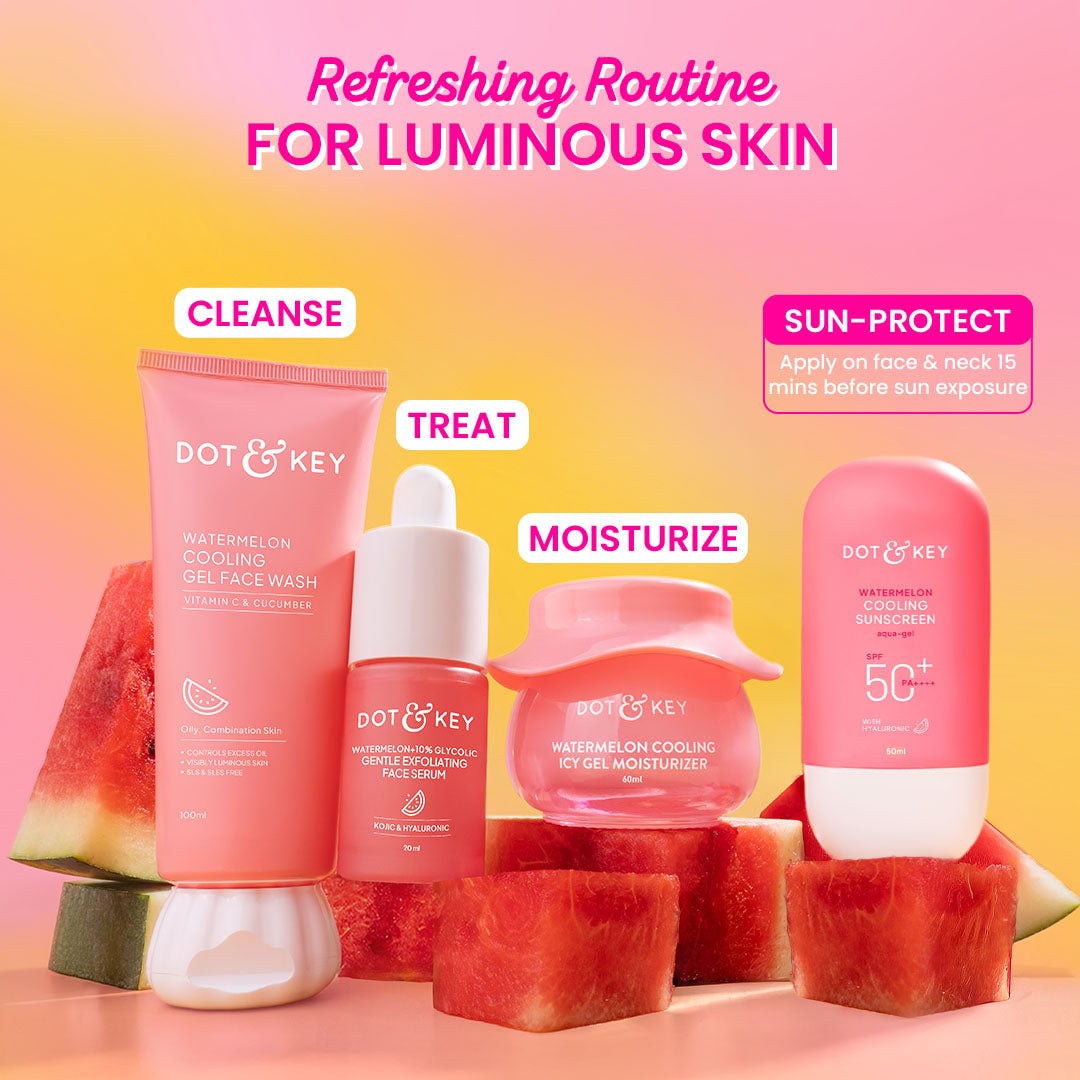 Refreshing Routine
FOR LUMINOUS SKIN
CLEANSE
DOT & KEY
WATERMELON
COOLING
GEL FACE WASH
VITAMIN C & CUCUMBER
Oily, Combination Skin
• CONTROLS EXCESS OIL
• VISIBLY LUMINOUS SKIN
• SLS & SLES FREE
100ml
TREAT
DOT & KEY
WATERMELON+10% GLYCOLIC
GENTLE EXFOLIATING
FACE SERUM
KOJIC & HYALURONIC
20 ml
MOISTURIZE
DOT & KEY
WATERMELON COOLING
ICY GEL MOISTURIZER
60ml
SUN-PROTECT
Apply on face & neck 15
mins before sun exposure
DOT & KEY
WATERMELON
COOLING
SUNSCREEN
aqua-gel
SPF
50+
PA++++
WITH
HYALURONIC
50ml